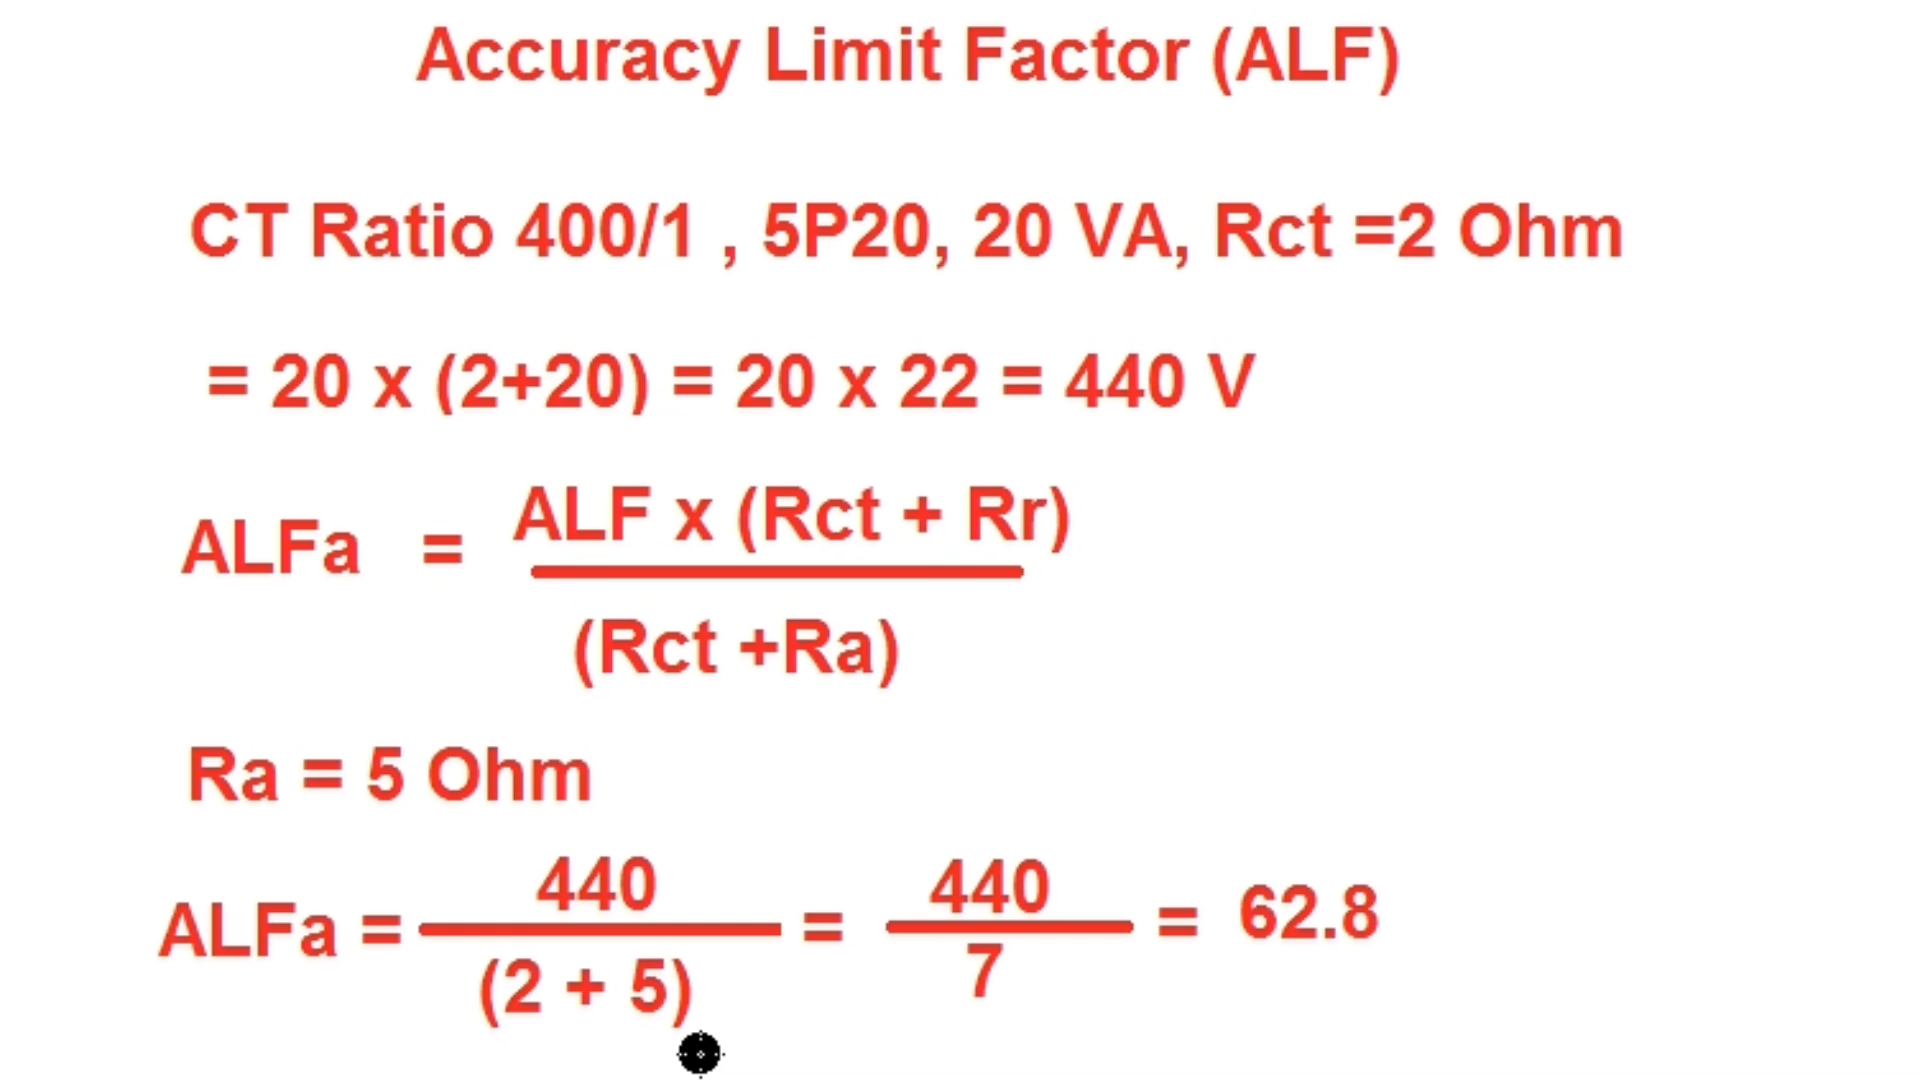 Accuracy Limit Factor (ALF)
CT Ratio 400/1 , 5P20, 20 VA, Rct =2 Ohm
= 20 x (2+20) = 20 x 22 = 440 V
ALFa = ALF x (Rct + Rr)
(Rct +Ra)
Ra = 5 Ohm
ALFa = 440 = 440 = 62.8
(2 + 5) 7